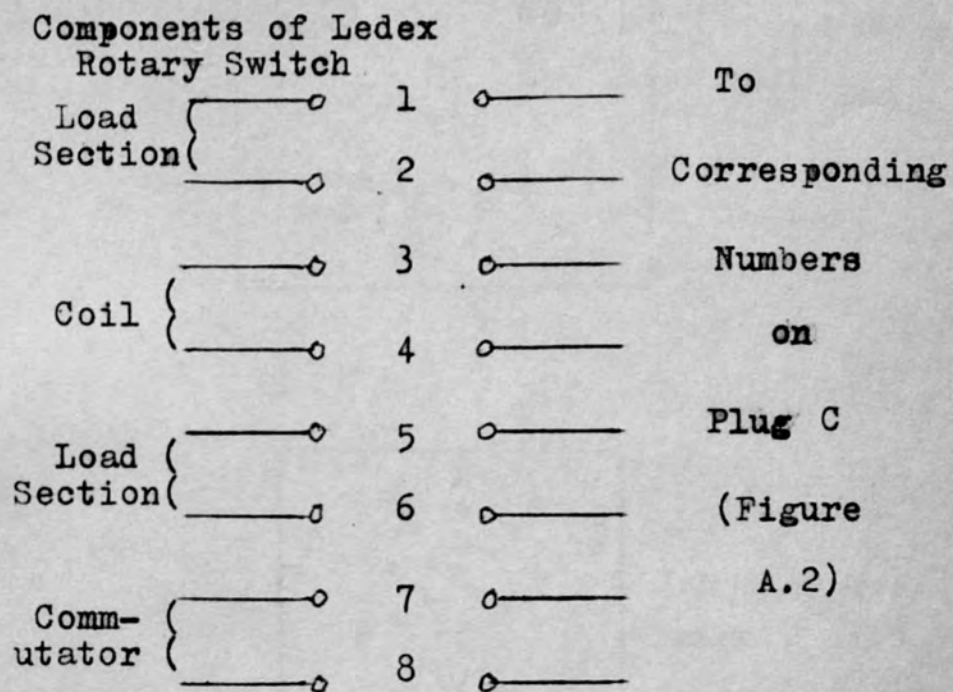 Components of Ledex
Rotary Switch
Load
Section
1
2
Coil
3
4
Load
Section
5
6
Comm-
utator
7
8
To
Corresponding
Numbers
on
Plug C
(Figure
A.2)